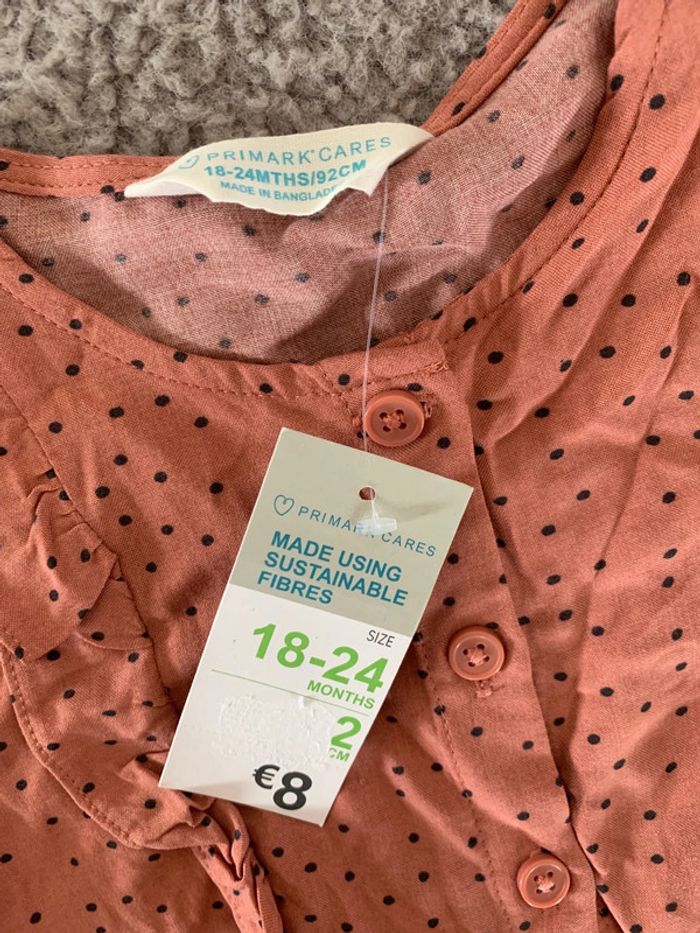 PRIMARK® CARES
18-24MTHS/92CM
MADE IN
PRIMARK CARES
MADE USING
SUSTAINABLE
FIBRES
SIZE
18-24
MONTHS
2
CM
€8